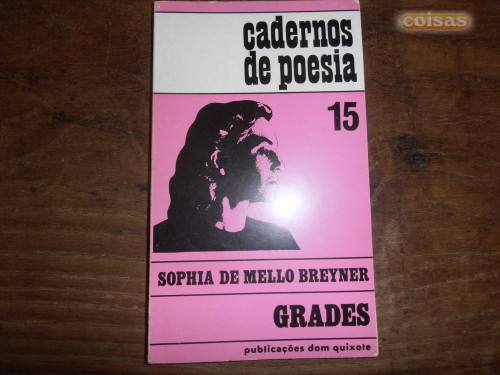 coisas
cadernos
de poesia
15
SOPHIA DE MELLO BREYNER
GRADES
publicações dom quixote